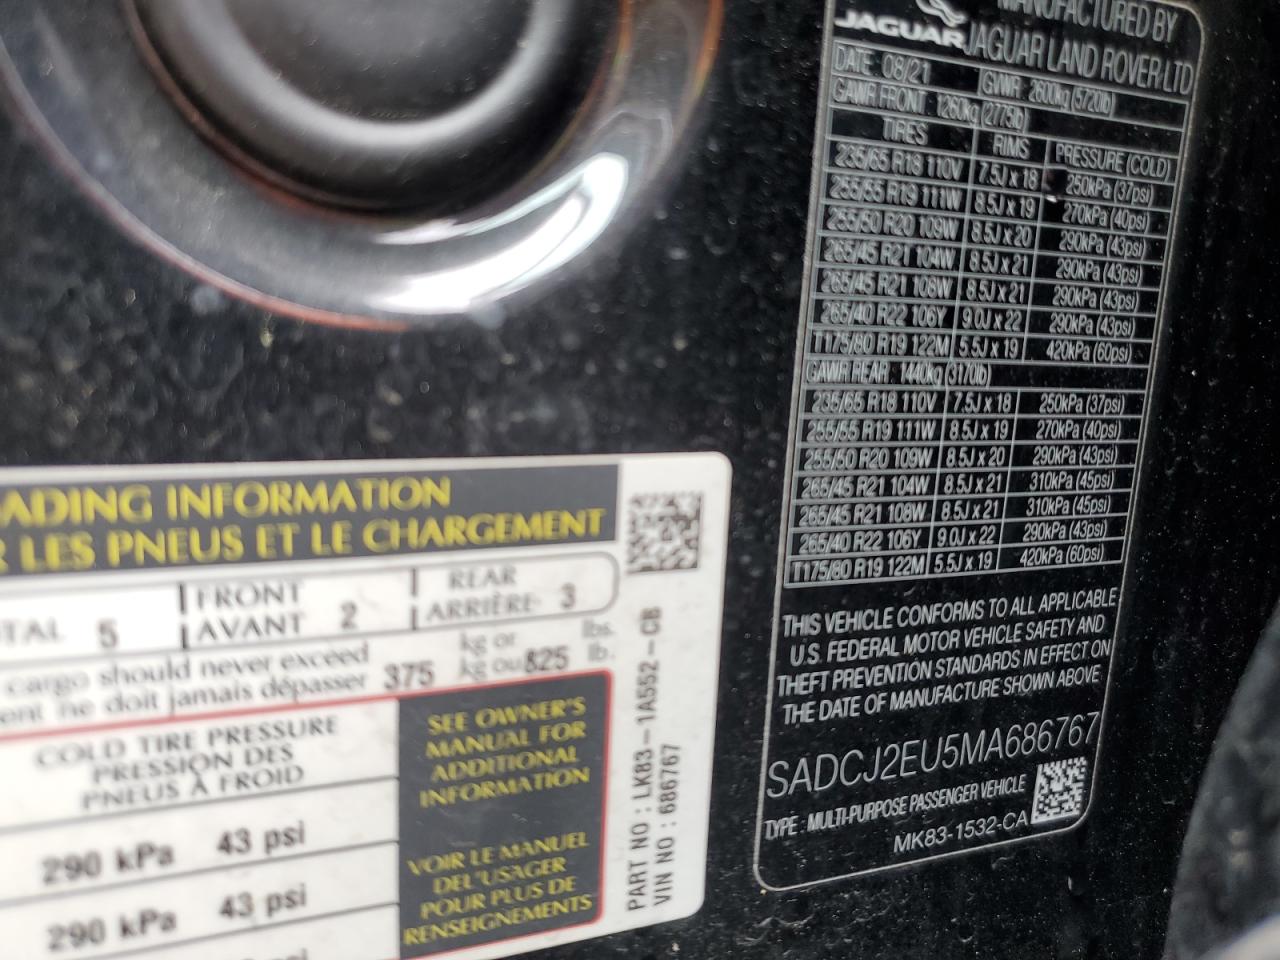 ADING INFORMATION
R LES PNEUS ET LE CHARGEMENT
TAL 5 FRONT AVANT 2 REAR ARRIÈRE 3
cargo should never exceed 375 kg or 825 lbs.
ent ne doit jamais dépasser kg ou lb.
COLD TIRE PRESSURE
PRESSION DES
PNEUS À FROID
290 kPa 43 psi
290 kPa 43 psi
psi
SEE OWNER'S
MANUAL FOR
ADDITIONAL
INFORMATION
VOIR LE MANUEL
DEL'USAGER
POUR PLUS DE
RENSEIGNEMENTS
PART NO : LK83-1A552-CB
VIN NO : 686767
JAGUAR
MANUFACTURED BY
JAGUAR LAND ROVER LTD
DATE: 08/21 GVWR : 2600kg (5720lb)
GAWR FRONT : 1260kg (2775lb)
TIRES RIMS PRESSURE (COLD)
235/65 R18 110V 7.5J x 18 250kPa (37psi)
255/55 R19 111W 8.5J x 19 270kPa (40psi)
255/50 R20 109W 8.5J x 20 290kPa (43psi)
265/45 R21 104W 8.5J x 21 290kPa (43psi)
265/45 R21 108W 8.5J x 21 290kPa (43psi)
265/40 R22 106Y 9.0J x 22 290kPa (43psi)
T175/80 R19 122M 5.5J x 19 420kPa (60psi)
GAWR REAR : 1440kg (3170lb)
235/65 R18 110V 7.5J x 18 250kPa (37psi)
255/55 R19 111W 8.5J x 19 270kPa (40psi)
255/50 R20 109W 8.5J x 20 290kPa (43psi)
265/45 R21 104W 8.5J x 21 310kPa (45psi)
265/45 R21 108W 8.5J x 21 310kPa (45psi)
265/40 R22 106Y 9.0J x 22 290kPa (43psi)
T175/80 R19 122M 5.5J x 19 420kPa (60psi)
THIS VEHICLE CONFORMS TO ALL APPLICABLE
U.S. FEDERAL MOTOR VEHICLE SAFETY AND
THEFT PREVENTION STANDARDS IN EFFECT ON
THE DATE OF MANUFACTURE SHOWN ABOVE
SADCJ2EU5MA686767
TYPE : MULTI-PURPOSE PASSENGER VEHICLE
MK83-1532-CA